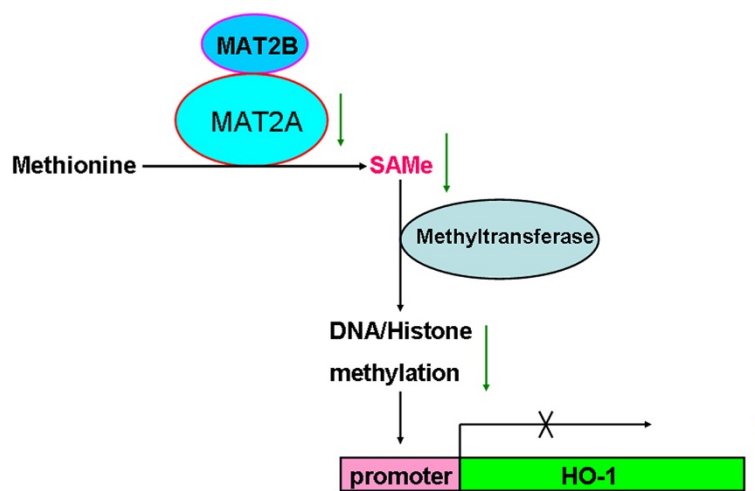 MAT2B
MAT2A
Methionine
SAMe
Methyltransferase
DNA/Histone
methylation
promoter
HO-1